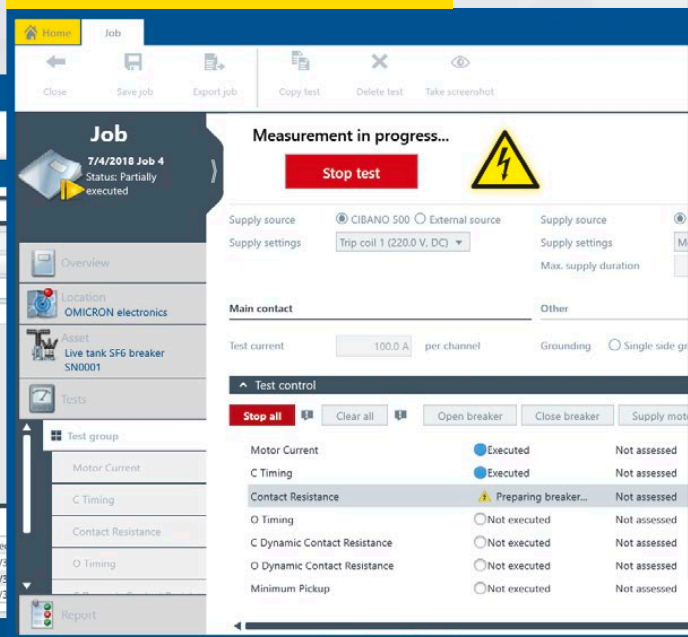 Home Job
Close Save job Export job Copy test Delete test Take screenshot
Job
7/4/2018 Job 4
Status: Partially
executed
Overview
Location
OMICRON electronics
Asset
Live tank SF6 breaker
SN0001
Tests
Test group
Motor Current
C Timing
Contact Resistance
O Timing
Report
Measurement in progress...
Stop test
Supply source CIBANO 500 External source Supply source
Supply settings Trip coil 1 (220.0 V, DC) Supply settings M
Max. supply duration
Main contact Other
Test current 100.0 A per channel Grounding Single side gr
Test control
Stop all Clear all Open breaker Close breaker Supply mot
Motor Current Executed Not assessed
C Timing Executed Not assessed
Contact Resistance Preparing breaker... Not assessed
O Timing Not executed Not assessed
C Dynamic Contact Resistance Not executed Not assessed
O Dynamic Contact Resistance Not executed Not assessed
Minimum Pickup Not executed Not assessed